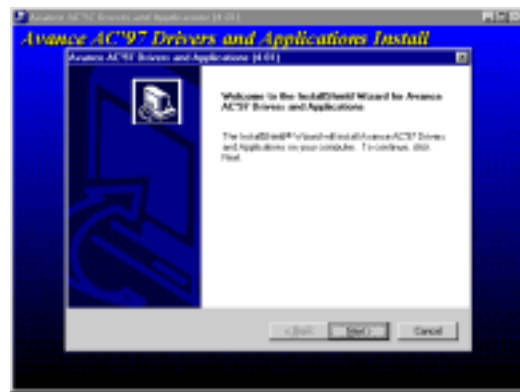 Avance AC'97 Drivers and Applications (4.01)
Avance AC'97 Drivers and Applications Install
Avance AC'97 Drivers and Applications (4.01)
Welcome to the InstallShield Wizard for Avance
AC'97 Drivers and Applications
The InstallShield® Wizard will install Avance AC'97 Drivers
and Applications on your computer. To continue, click
Next.
< Back
Next >
Cancel